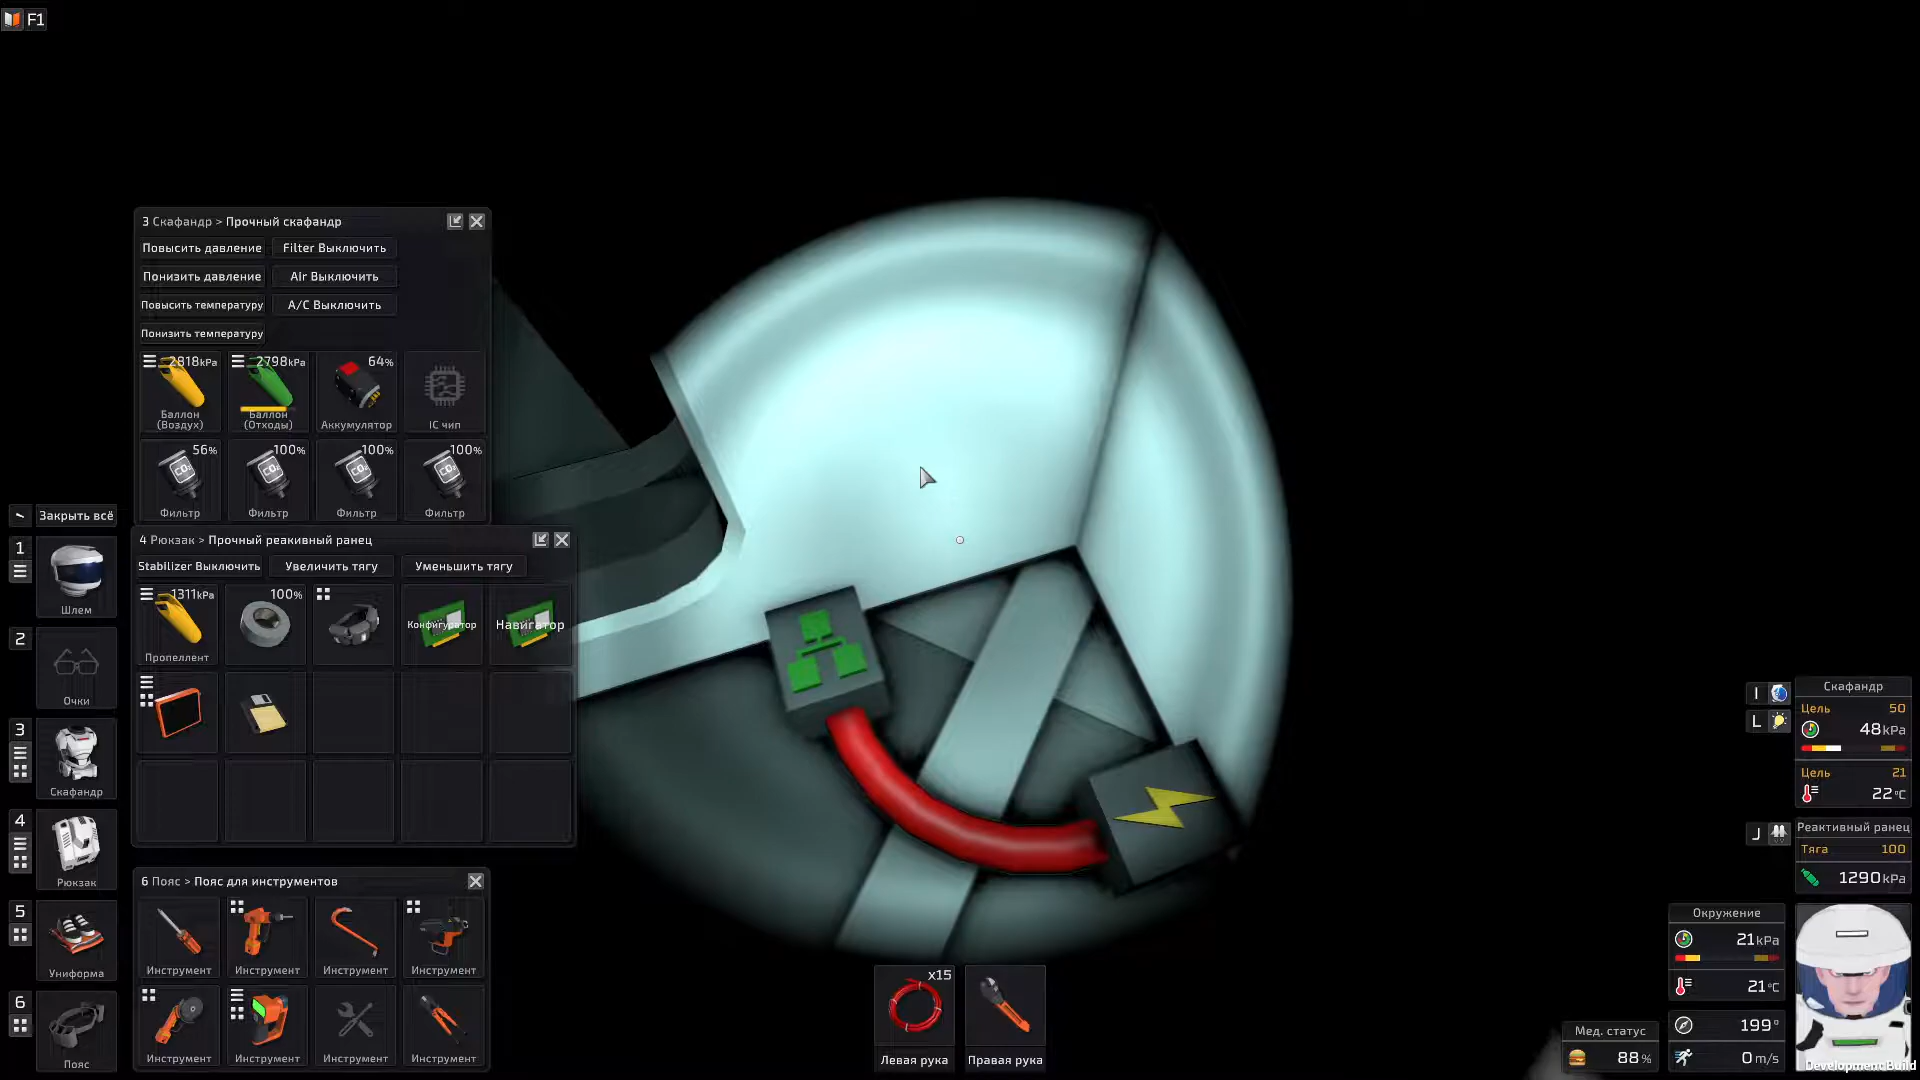 F1
3 Скафандр > Прочный скафандр
Повысить давление
Filter Выключить
Понизить давление
AIr Выключить
Повысить температуру
A/C Выключить
Понизить температуру
2818kPa
Баллон (Воздух)
2798kPa
Баллон (Отходы)
64%
Аккумулятор
IC чип
56%
Фильтр
100%
Фильтр
100%
Фильтр
100%
Фильтр
~ Закрыть всё
1
Шлем
2
Очки
3
Скафандр
4
Рюкзак
5
Униформа
6
Пояс
4 Рюкзак > Прочный реакивный ранец
Stabilizer Выключить
Увеличить тягу
Уменьшить тягу
1311kPa
Пропеллент
100%
Конфигуратор
Навигатор
6 Пояс > Пояс для инструментов
Инструмент
Инструмент
Инструмент
Инструмент
Инструмент
Инструмент
Инструмент
Инструмент
x15
Левая рука
Правая рука
I
L
Скафандр
Цель 50
48kPa
Цель 21
22°C
J
Реактивный ранец
Тяга 100
1290kPa
Окружение
21kPa
21°C
199°
0m/s
Мед. статус
88%
Development Build